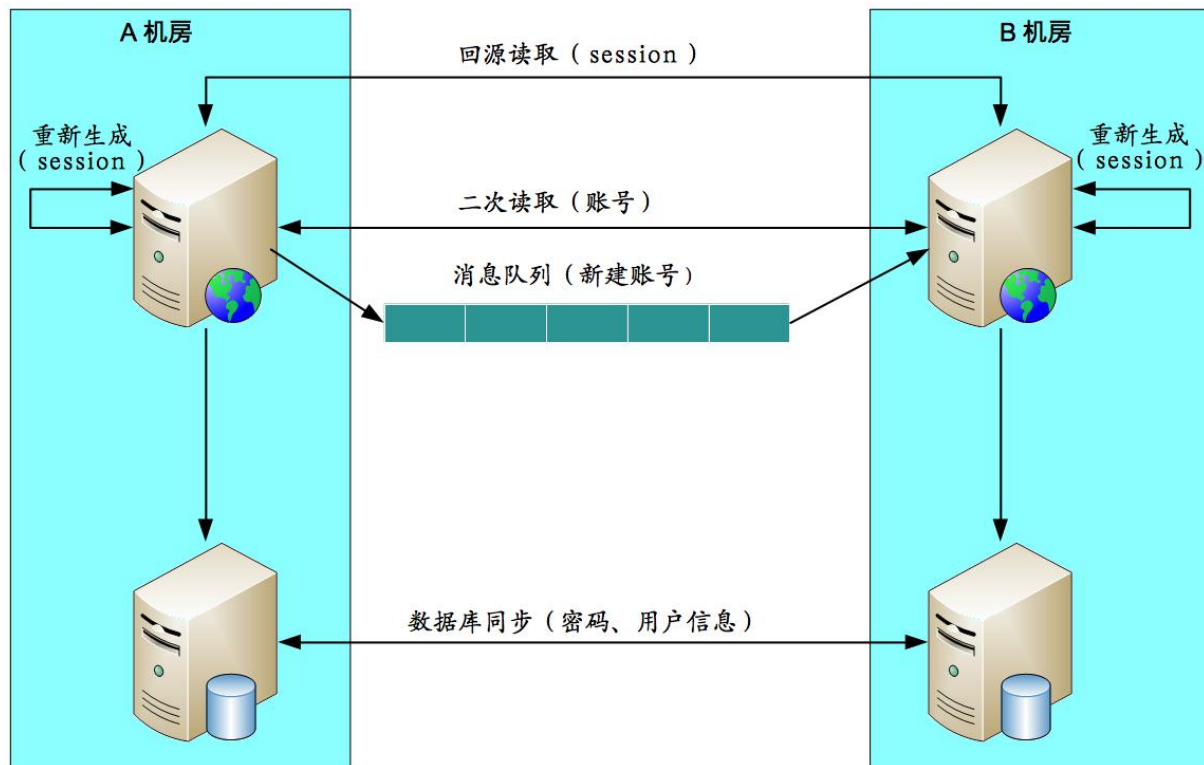 A 机房
B 机房
回源读取（ session ）
重新生成
（ session ）
重新生成
（ session ）
二次读取（账号）
消息队列（新建账号）
数据库同步（密码、用户信息）